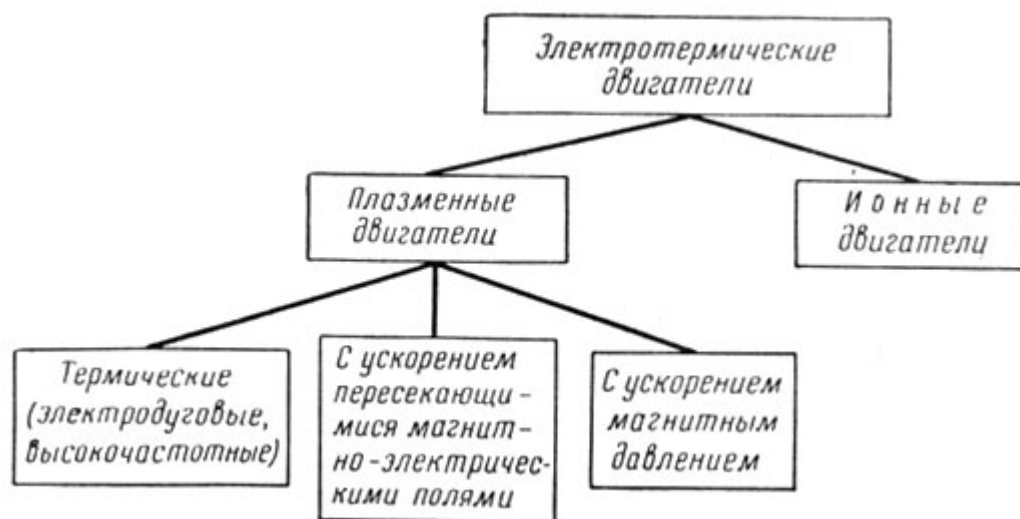 Электротермические
двигатели
Плазменные
двигатели
Ионные
двигатели
Термические
(электродуговые,
высокочастотные)
С ускорением
пересекающи-
мися магнит-
но-электричес-
кими полями
С ускорением
магнитным
давлением